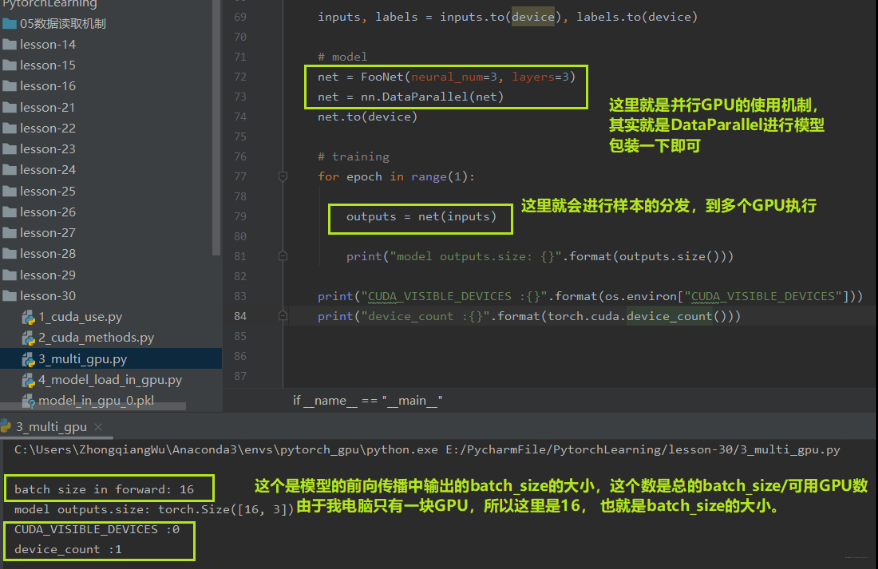 PytorchLearning
05数据读取机制
lesson-14
lesson-15
lesson-16
lesson-21
lesson-22
lesson-23
lesson-24
lesson-25
lesson-26
lesson-27
lesson-28
lesson-29
lesson-30
1_cuda_use.py
2_cuda_methods.py
3_multi_gpu.py
4_model_load_in_gpu.py
model_in_gpu_0.pkl
69 inputs, labels = inputs.to(device), labels.to(device)
70
71 # model
72 net = FooNet(neural_num=3, layers=3)
73 net = nn.DataParallel(net)
74 net.to(device)
75
76 # training
77 for epoch in range(1):
78
79 outputs = net(inputs)
80
81 print("model outputs.size: {}".format(outputs.size()))
82
83 print("CUDA_VISIBLE_DEVICES :{}".format(os.environ["CUDA_VISIBLE_DEVICES"]))
84 print("device_count :{}".format(torch.cuda.device_count()))
85
86
87
这里就是并行GPU的使用机制,
其实就是DataParallel进行模型
包装一下即可
这里就会进行样本的分发，到多个GPU执行
if __name__ == "__main__"
3_multi_gpu
C:\Users\ZhongqiangWu\Anaconda3\envs\pytorch_gpu\python.exe E:/PycharmFile/PytorchLearning/lesson-30/3_multi_gpu.py
batch size in forward: 16
model outputs.size: torch.Size([16, 3])
CUDA_VISIBLE_DEVICES :0
device_count :1
这个是模型的前向传播中输出的batch_size的大小，这个数是总的batch_size/可用GPU数
由于我电脑只有一块GPU，所以这里是16， 也就是batch_size的大小。